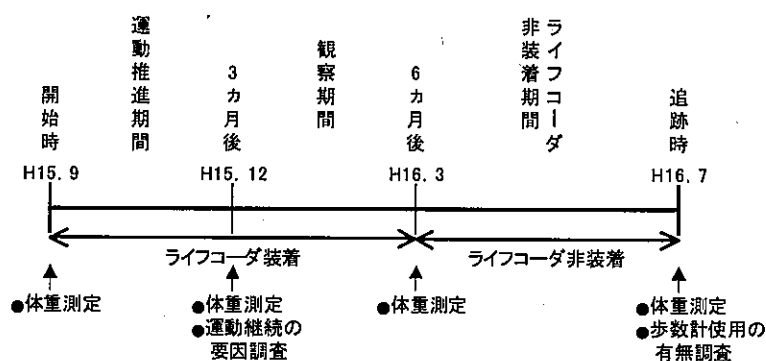 開始時
運動推進期間
3カ月後
観察期間
6カ月後
ライフコーダ
非装着期間
追跡時
H15. 9
H15. 12
H16. 3
H16. 7
ライフコーダ装着
ライフコーダ非装着
●体重測定
●体重測定
●運動継続の
要因調査
●体重測定
●体重測定
●歩数計使用の
有無調査